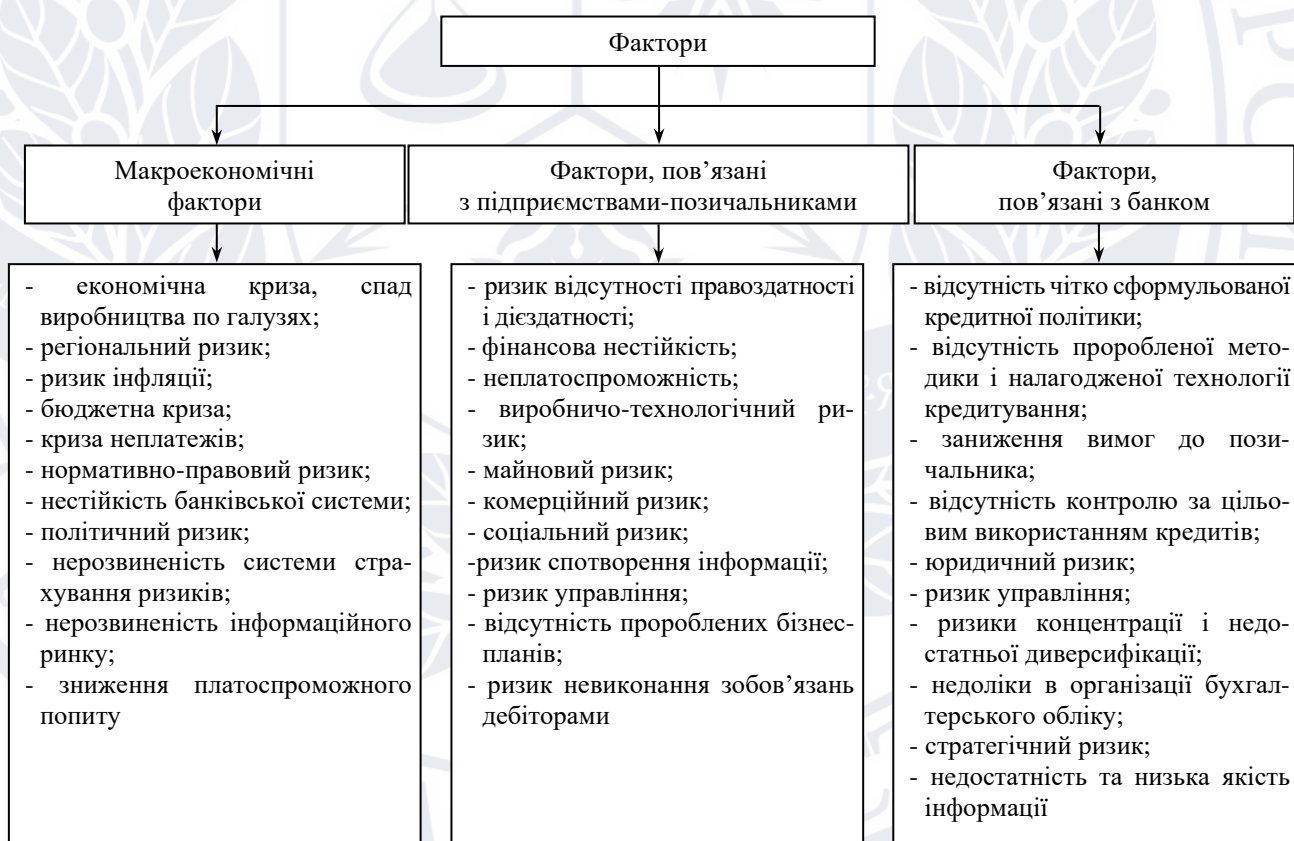 Фактори
Макроекономічні
фактори
Фактори, пов’язані
з підприємствами-позичальниками
Фактори,
пов’язані з банком
- економічна криза, спад
виробництва по галузях;
- регіональний ризик;
- ризик інфляції;
- бюджетна криза;
- криза неплатежів;
- нормативно-правовий ризик;
- нестійкість банківської системи;
- політичний ризик;
- нерозвиненість системи стра-
хування ризиків;
- нерозвиненість інформаційного
ринку;
- зниження платоспроможного
попиту
- ризик відсутності правоздатності
і дієздатності;
- фінансова нестійкість;
- неплатоспроможність;
- виробничо-технологічний ри-
зик;
- майновий ризик;
- комерційний ризик;
- соціальний ризик;
-ризик спотворення інформації;
- ризик управління;
- відсутність пророблених бізнес-
планів;
- ризик невиконання зобов’язань
дебіторами
- відсутність чітко сформульованої
кредитної політики;
- відсутність проробленої мето-
дики і налагодженої технології
кредитування;
- заниження вимог до пози-
чальника;
- відсутність контролю за цільо-
вим використанням кредитів;
- юридичний ризик;
- ризик управління;
- ризики концентрації і недо-
статньої диверсифікації;
- недоліки в організації бухгал-
терського обліку;
- стратегічний ризик;
- недостатність та низька якість
інформації